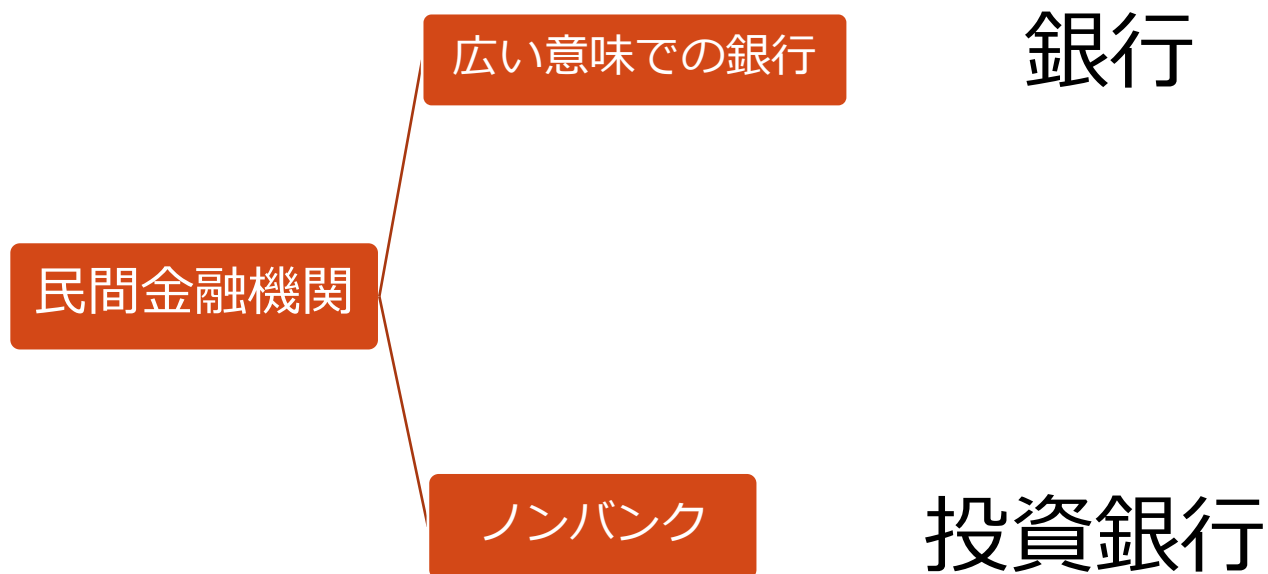 広い意味での銀行
銀行
民間金融機関
ノンバンク
投資銀行